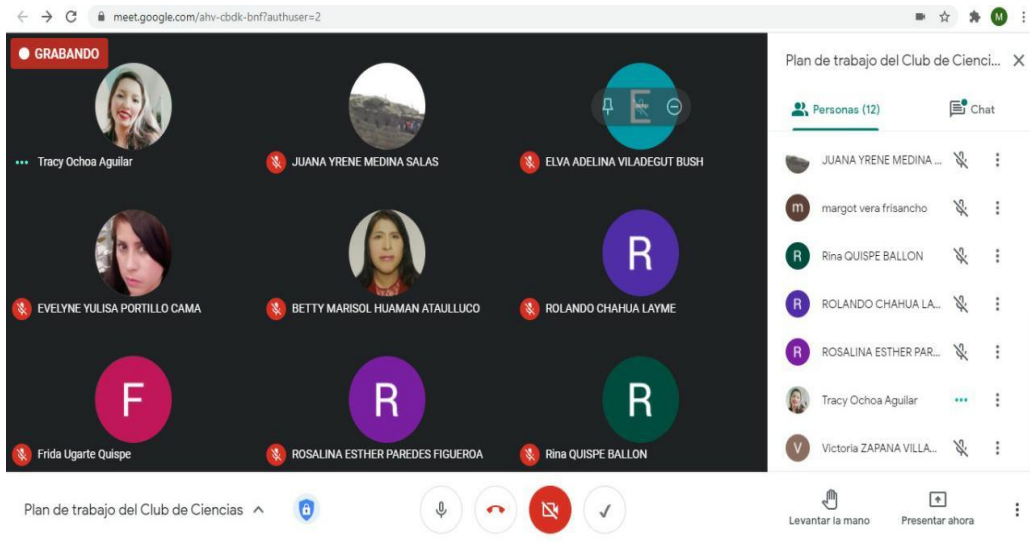 meet.google.com/ahv-cbdk-bnf?authuser=2
M
GRABANDO
Plan de trabajo del Club de Cienci...
Personas (12)
Chat
E
Tracy Ochoa Aguilar
JUANA YRENE MEDINA SALAS
ELVA ADELINA VILADEGUT BUSH
R
EVELYNE YULISA PORTILLO CAMA
BETTY MARISOL HUAMAN ATAULLUCO
ROLANDO CHAHUA LAYME
F
R
R
Frida Ugarte Quispe
ROSALINA ESTHER PAREDES FIGUEROA
Rina QUISPE BALLON
JUANA YRENE MEDINA ...
m
margot vera frisancho
R
Rina QUISPE BALLON
R
ROLANDO CHAHUA LA...
R
ROSALINA ESTHER PAR...
Tracy Ochoa Aguilar
V
Victoria ZAPANA VILLA...
Plan de trabajo del Club de Ciencias
Levantar la mano
Presentar ahora